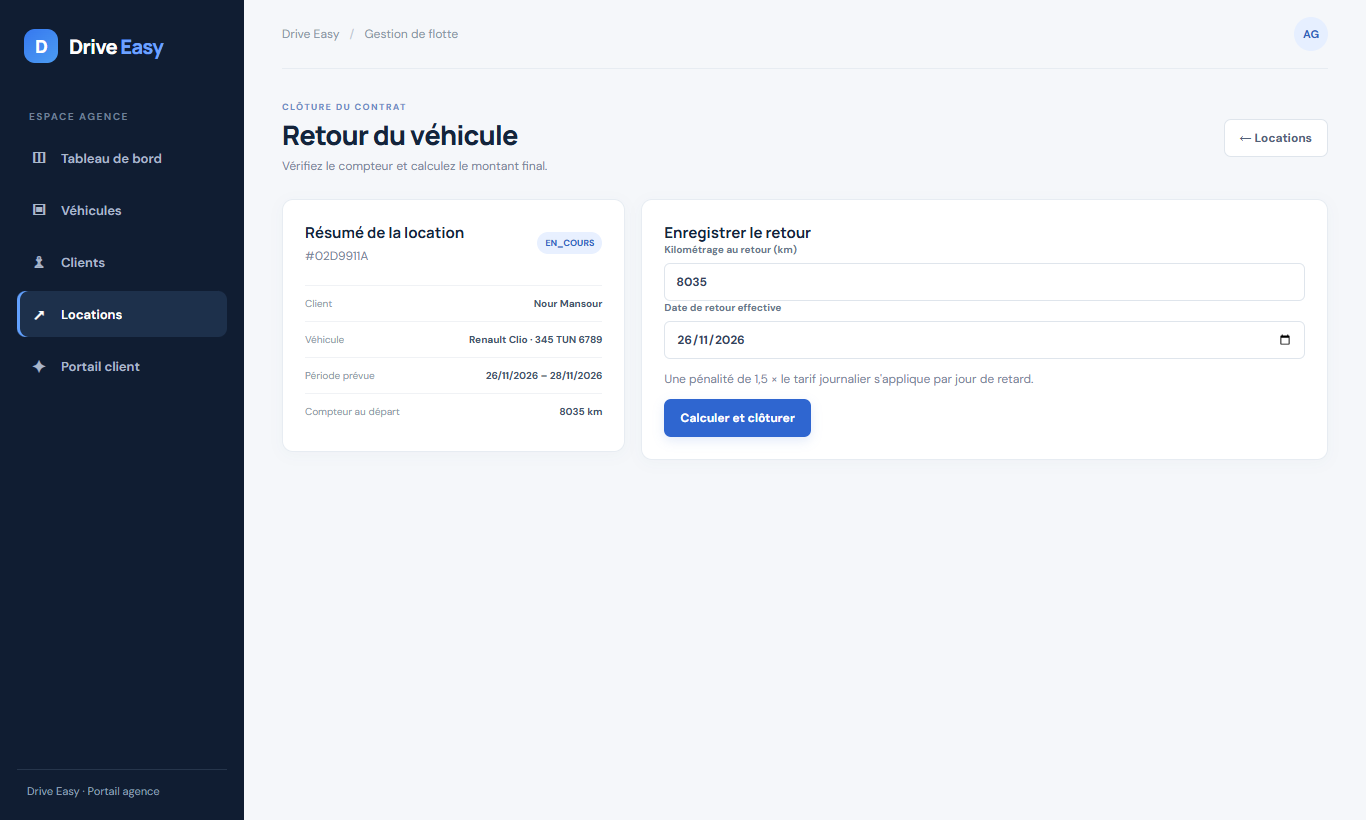 D Drive Easy
ESPACE AGENCE
Tableau de bord
Véhicules
Clients
Locations
Portail client
Drive Easy · Portail agence
Drive Easy / Gestion de flotte
AG
CLÔTURE DU CONTRAT
Retour du véhicule
Vérifiez le compteur et calculez le montant final.
← Locations
Résumé de la location
#02D9911A
EN_COURS
Client Nour Mansour
Véhicule Renault Clio · 345 TUN 6789
Période prévue 26/11/2026 – 28/11/2026
Compteur au départ 8035 km
Enregistrer le retour
Kilométrage au retour (km)
8035
Date de retour effective
26/11/2026
Une pénalité de 1,5 × le tarif journalier s'applique par jour de retard.
Calculer et clôturer